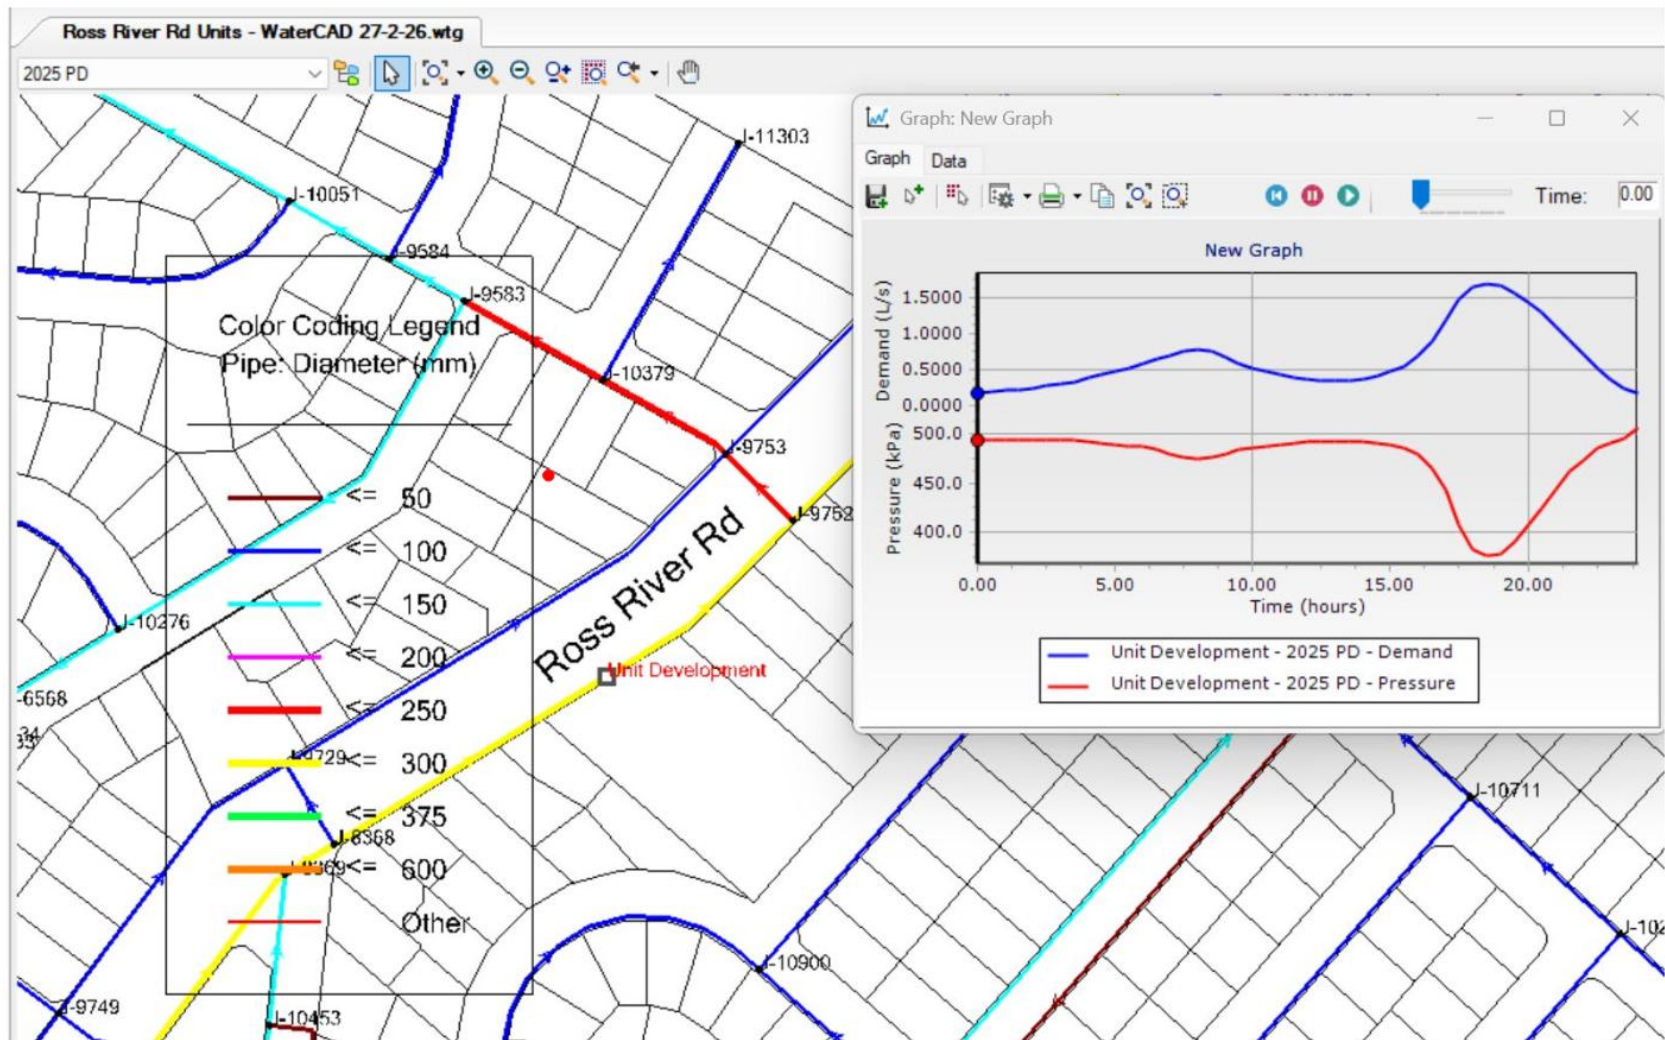 Ross River Rd Units - WaterCAD 27-2-26.wtg
2025 PD
J-11303
J-10051
J-9584
J-9583
Color Coding Legend
Pipe: Diameter (mm)
J-10379
J-9753
<= 50
J-9752
<= 100
Ross River Rd
<= 150
J-10276
<= 200
Unit Development
-6568
<= 250
34
<= 300
<= 375
J-8368
<= 600
Other
J-10900
J-9749
J-10453
J-10711
J-102
Graph: New Graph
Graph
Data
Time:
0.00
New Graph
Demand (L/s)
1.5000
1.0000
0.5000
0.0000
Pressure (kPa)
500.0
450.0
400.0
0.00
5.00
10.00
15.00
20.00
Time (hours)
Unit Development - 2025 PD - Demand
Unit Development - 2025 PD - Pressure